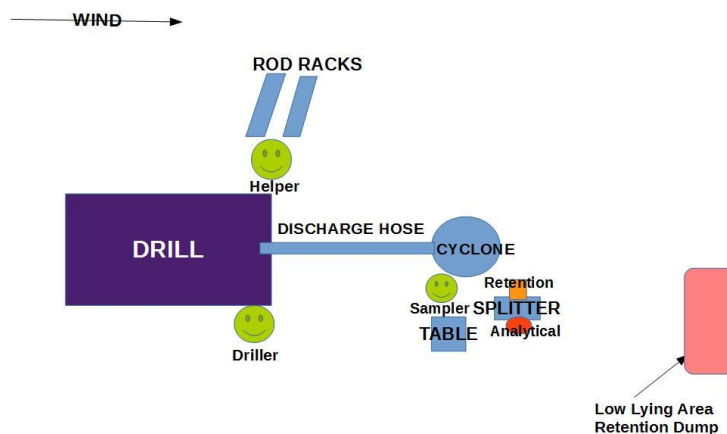 WIND
ROD RACKS
Helper
DISCHARGE HOSE
DRILL
CYCLONE
Retention
Sampler
SPLITTER
TABLE
Analytical
Driller
Low Lying Area
Retention Dump